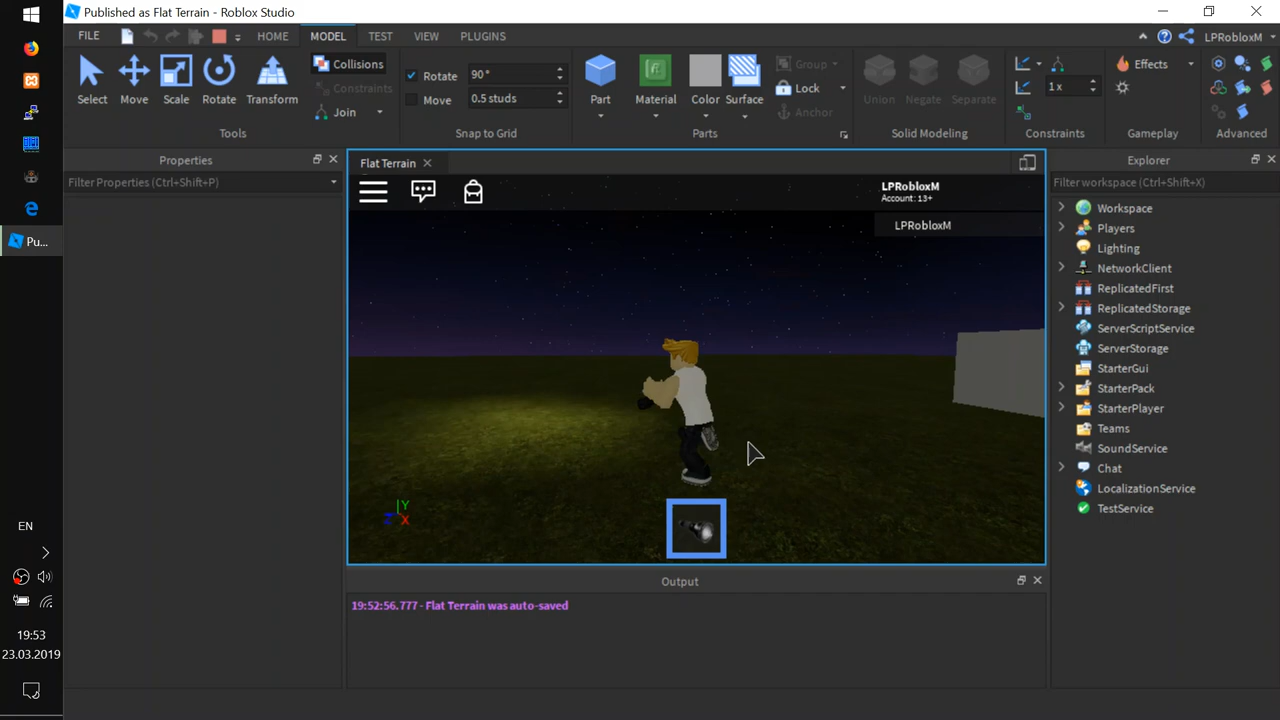 Published as Flat Terrain - Roblox Studio
FILE
HOME
MODEL
TEST
VIEW
PLUGINS
LPRobloxM
Select
Move
Scale
Rotate
Transform
Tools
Collisions
Constraints
Join
Rotate
90°
Move
0.5 studs
Snap to Grid
Part
Material
Color
Surface
Group
Lock
Anchor
Parts
Union
Negate
Separate
Solid Modeling
1 x
Constraints
Effects
Gameplay
Advanced
Properties
Filter Properties (Ctrl+Shift+P)
Flat Terrain
LPRobloxM
Account: 13+
LPRobloxM
Y
Z
X
Output
19:52:56.777 - Flat Terrain was auto-saved
Explorer
Filter workspace (Ctrl+Shift+X)
Workspace
Players
Lighting
NetworkClient
ReplicatedFirst
ReplicatedStorage
ServerScriptService
ServerStorage
StarterGui
StarterPack
StarterPlayer
Teams
SoundService
Chat
LocalizationService
TestService
Pu...
EN
19:53
23.03.2019